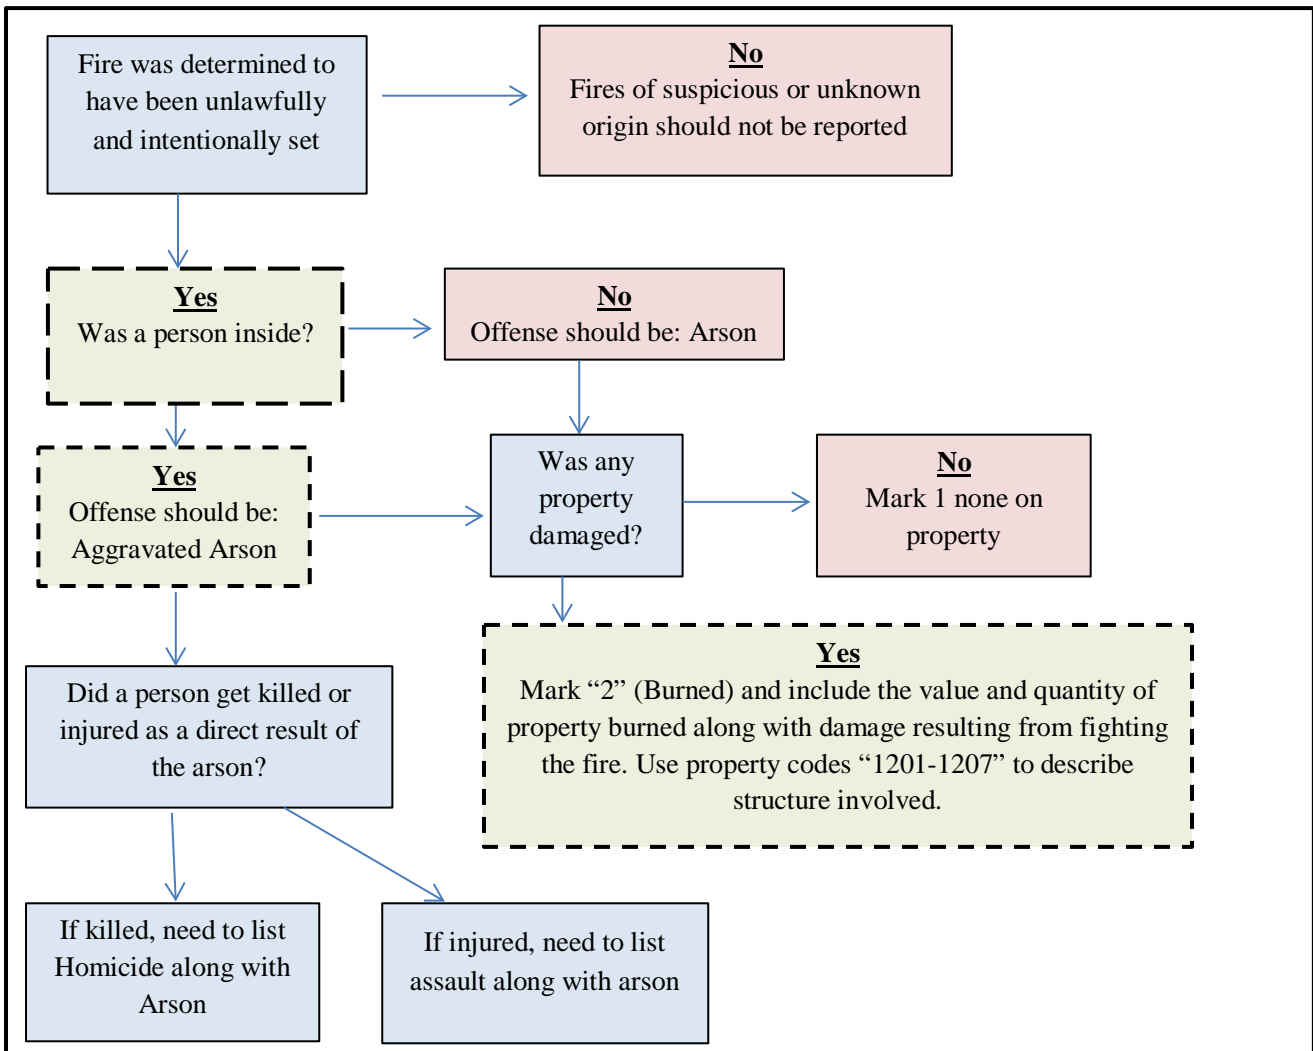 Fire was determined to
have been unlawfully
and intentionally set
No
Fires of suspicious or unknown
origin should not be reported
Yes
Was a person inside?
No
Offense should be: Arson
Yes
Offense should be:
Aggravated Arson
Was any
property
damaged?
No
Mark 1 none on
property
Yes
Mark “2” (Burned) and include the value and quantity of
property burned along with damage resulting from fighting
the fire. Use property codes “1201-1207” to describe
structure involved.
Did a person get killed or
injured as a direct result of
the arson?
If killed, need to list
Homicide along with
Arson
If injured, need to list
assault along with arson